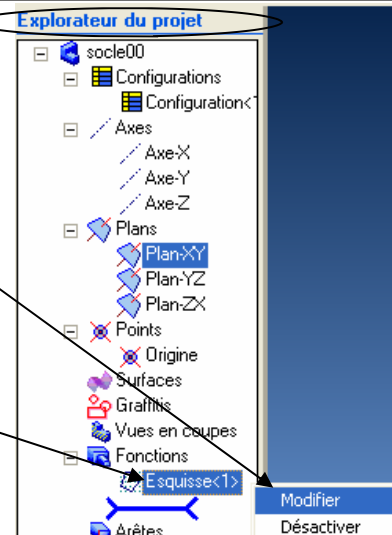 Explorateur du projet
socle00
Configurations
Configuration<
Axes
Axe-X
Axe-Y
Axe-Z
Plans
Plan-XY
Plan-YZ
Plan-ZX
Points
Origine
Surfaces
Graffitis
Vues en coupes
Fonctions
Esquisse<1>
Modifier
Désactiver
Arêtes